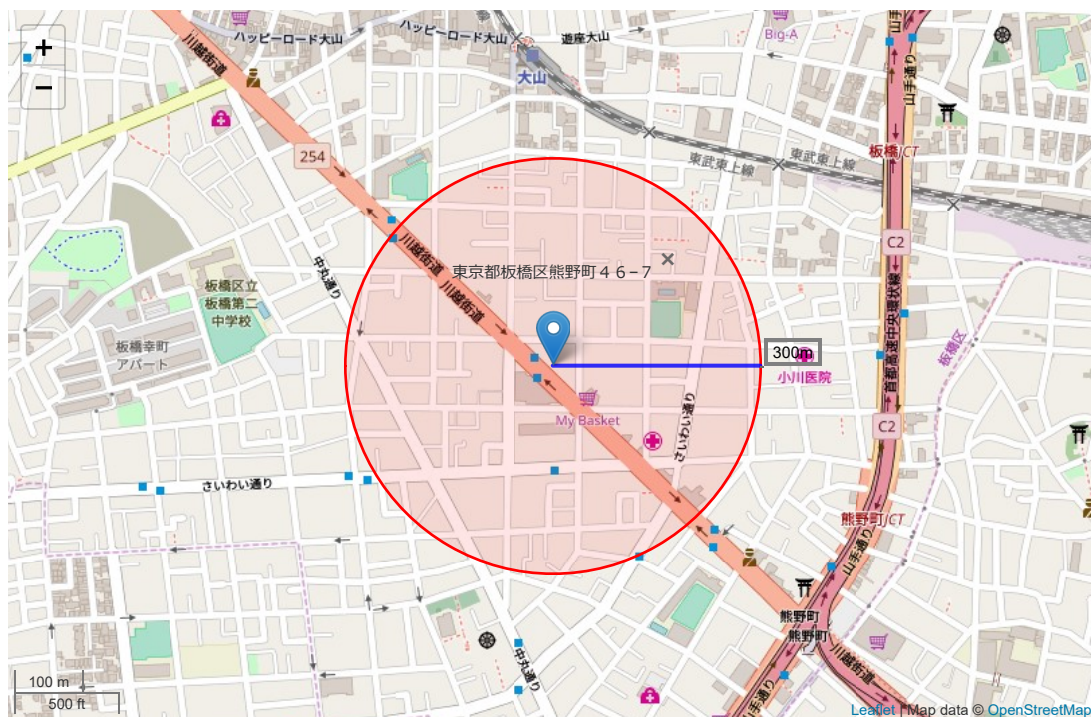 +
−
川越街道
ハッピーロード大山
ハッピーロード大山
遊座大山
Big-A
大山
山手通り
254
東武東上線
東武東上線
板橋JCT
C2
中丸通り
川越街道
東京都板橋区熊野町４６−７
川越街道
板橋区立
板橋第二
中学校
首都高速中央環状線
板橋区
板橋幸町
アパート
300m
小川医院
My Basket
さいわい通り
C2
さいわい通り
熊野町JCT
山手通り
熊野町
熊野町
川越街道
中丸通り
山手通り
100 m
500 ft
Leaflet | Map data © OpenStreetMap